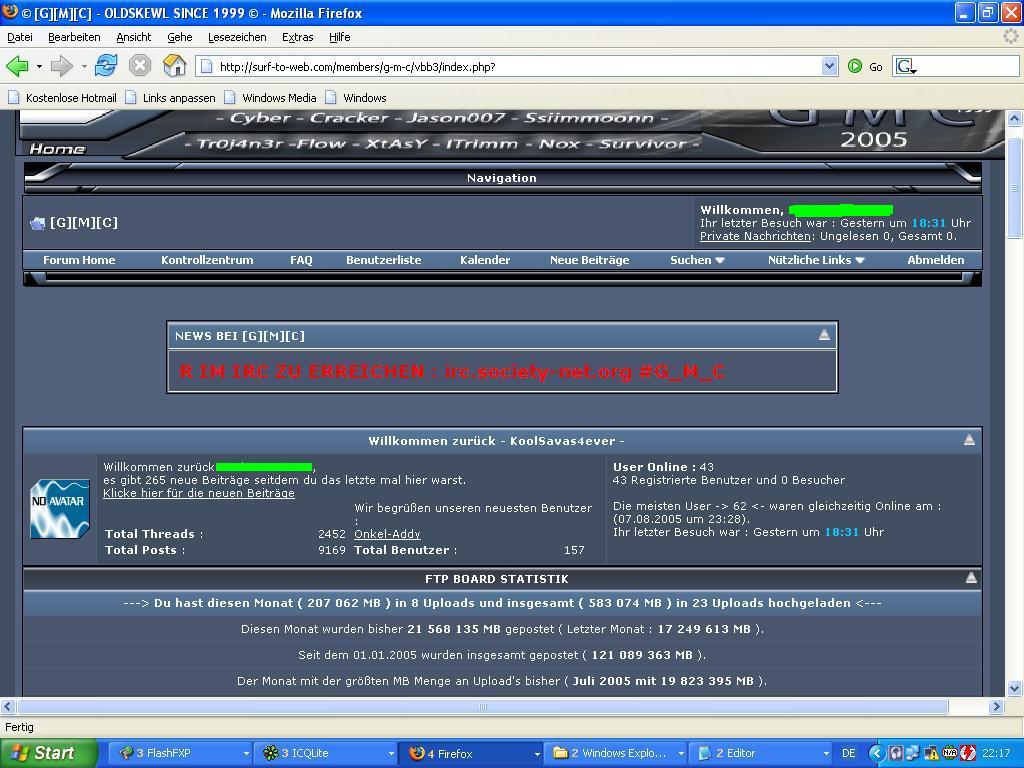 © [G][M][C] - OLDSKEWL SINCE 1999 © - Mozilla Firefox
Datei Bearbeiten Ansicht Gehe Lesezeichen Extras Hilfe
http://surf-to-web.com/members/g-m-c/vbb3/index.php?
Go
G
Kostenlose Hotmail Links anpassen Windows Media Windows
- Cyber - Cracker - Jason007 - Ssiimmoonn -
G M C
Home
- Tr0j4n3r -Flow - XtAsY - ITrimm - Nox - Survivor -
2005
Navigation
[G][M][C]
Willkommen,
Ihr letzter Besuch war : Gestern um 18:31 Uhr
Private Nachrichten: Ungelesen 0, Gesamt 0.
Forum Home Kontrollzentrum FAQ Benutzerliste Kalender Neue Beiträge Suchen Nützliche Links Abmelden
NEWS BEI [G][M][C]
R IM IRC ZU ERREICHEN : irc.society-net.org #G_M_C
Willkommen zurück - KoolSavas4ever -
NO AVATAR
Willkommen zurück ,
es gibt 265 neue Beiträge seitdem du das letzte mal hier warst.
Klicke hier für die neuen Beiträge
Wir begrüßen unseren neuesten Benutzer
:
Total Threads : 2452 Onkel-Addy
Total Posts : 9169 Total Benutzer : 157
User Online : 43
43 Registrierte Benutzer und 0 Besucher
Die meisten User -> 62 <- waren gleichzeitig Online am :
(07.08.2005 um 23:28).
Ihr letzter Besuch war : Gestern um 18:31 Uhr
FTP BOARD STATISTIK
---> Du hast diesen Monat ( 207 062 MB ) in 8 Uploads und insgesamt ( 583 074 MB ) in 23 Uploads hochgeladen <---
Diesen Monat wurden bisher 21 568 135 MB gepostet ( Letzter Monat : 17 249 613 MB ).
Seit dem 01.01.2005 wurden insgesamt gepostet ( 121 089 363 MB ).
Der Monat mit der größten MB Menge an Upload's bisher ( Juli 2005 mit 19 823 395 MB ).
Fertig
Start 3 FlashFXP 3 ICQLite 4 Firefox 2 Windows Explo... 2 Editor DE 22:17